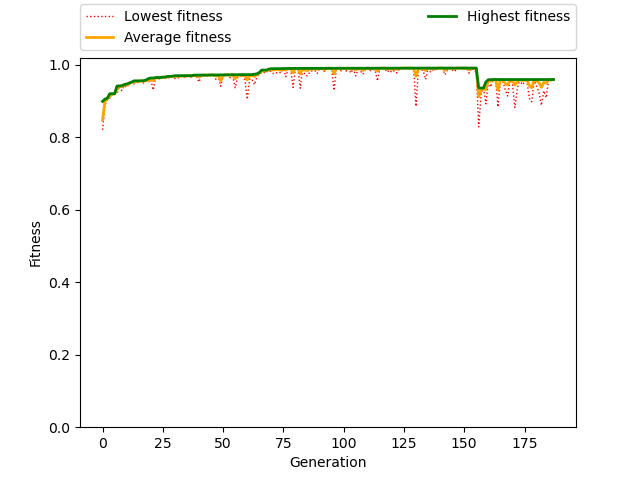 Lowest fitness
Average fitness
Highest fitness
1.0
0.8
0.6
0.4
0.2
0.0
Fitness
0 25 50 75 100 125 150 175
Generation